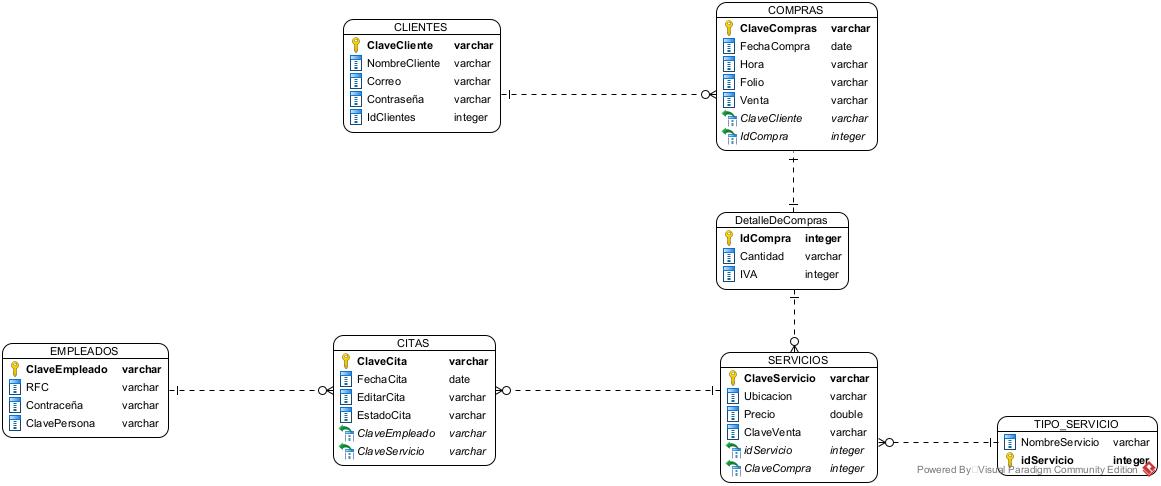 CLIENTES
ClaveCliente varchar
NombreCliente varchar
Correo varchar
Contraseña varchar
IdClientes integer
COMPRAS
ClaveCompras varchar
FechaCompra date
Hora varchar
Folio varchar
Venta varchar
ClaveCliente varchar
IdCompra integer
DetalleDeCompras
IdCompra integer
Cantidad varchar
IVA integer
EMPLEADOS
ClaveEmpleado varchar
RFC varchar
Contraceña varchar
ClavePersona varchar
CITAS
ClaveCita varchar
FechaCita date
EditarCita varchar
EstadoCita varchar
ClaveEmpleado varchar
ClaveServicio varchar
SERVICIOS
ClaveServicio varchar
Ubicacion varchar
Precio double
ClaveVenta varchar
idServicio integer
ClaveCompra integer
TIPO_SERVICIO
NombreServicio varchar
idServicio integer
Powered By Visual Paradigm Community Edition